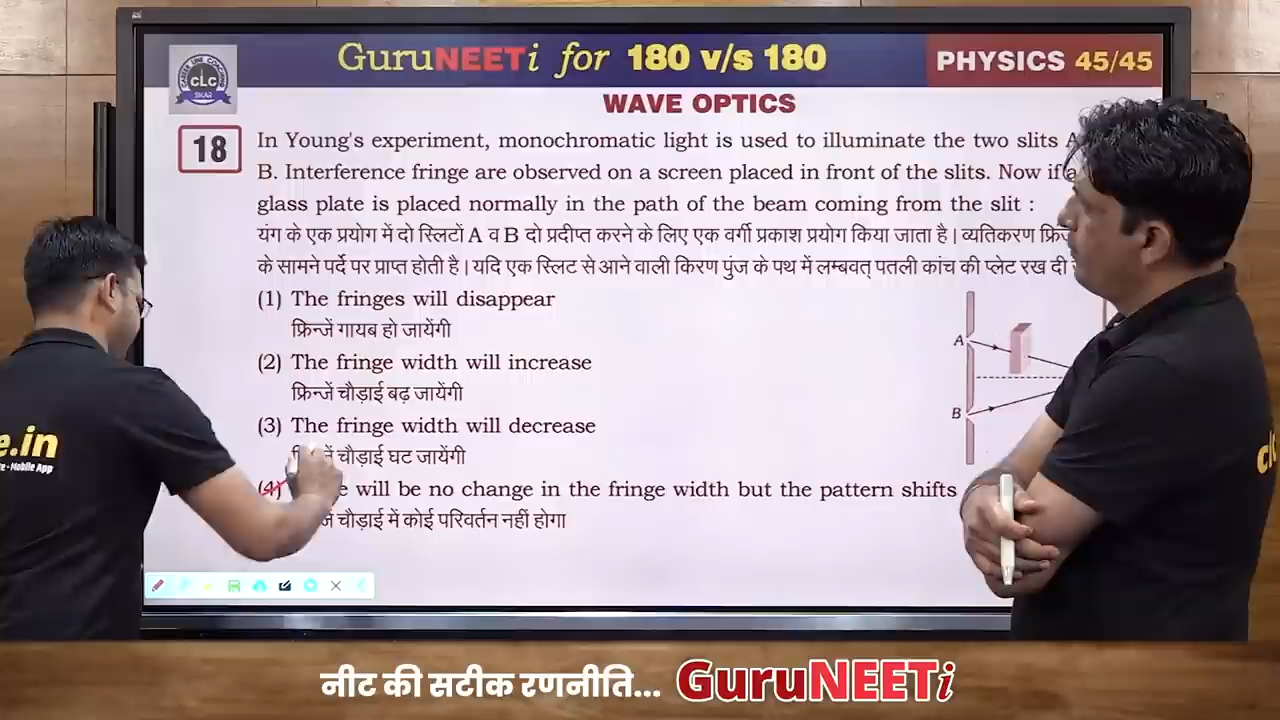 GuruNEETi for 180 v/s 180
PHYSICS 45/45
CLC
SIKAR
WAVE OPTICS
18
In Young's experiment, monochromatic light is used to illuminate the two slits A
B. Interference fringe are observed on a screen placed in front of the slits. Now if a
glass plate is placed normally in the path of the beam coming from the slit :
यंग के एक प्रयोग में दो स्लिटों A व B दो प्रदीप्त करने के लिए एक वर्गी प्रकाश प्रयोग किया जाता है। व्यतिकरण
के सामने पर्दे पर प्राप्त होती है। यदि एक स्लिट से आने वाली किरण पुंज के पथ में लम्बवत् पतली कांच की प्लेट रख दी
(1) The fringes will disappear
फ्रिन्जें गायब हो जायेंगी
(2) The fringe width will increase
फ्रिन्जें चौड़ाई बढ़ जायेंगी
(3) The fringe width will decrease
चौड़ाई घट जायेंगी
(4) will be no change in the fringe width but the pattern shifts
चौड़ाई में कोई परिवर्तन नहीं होगा
A
B
e.in
Mobile App
नीट की सटीक रणनीति... GuruNEETi